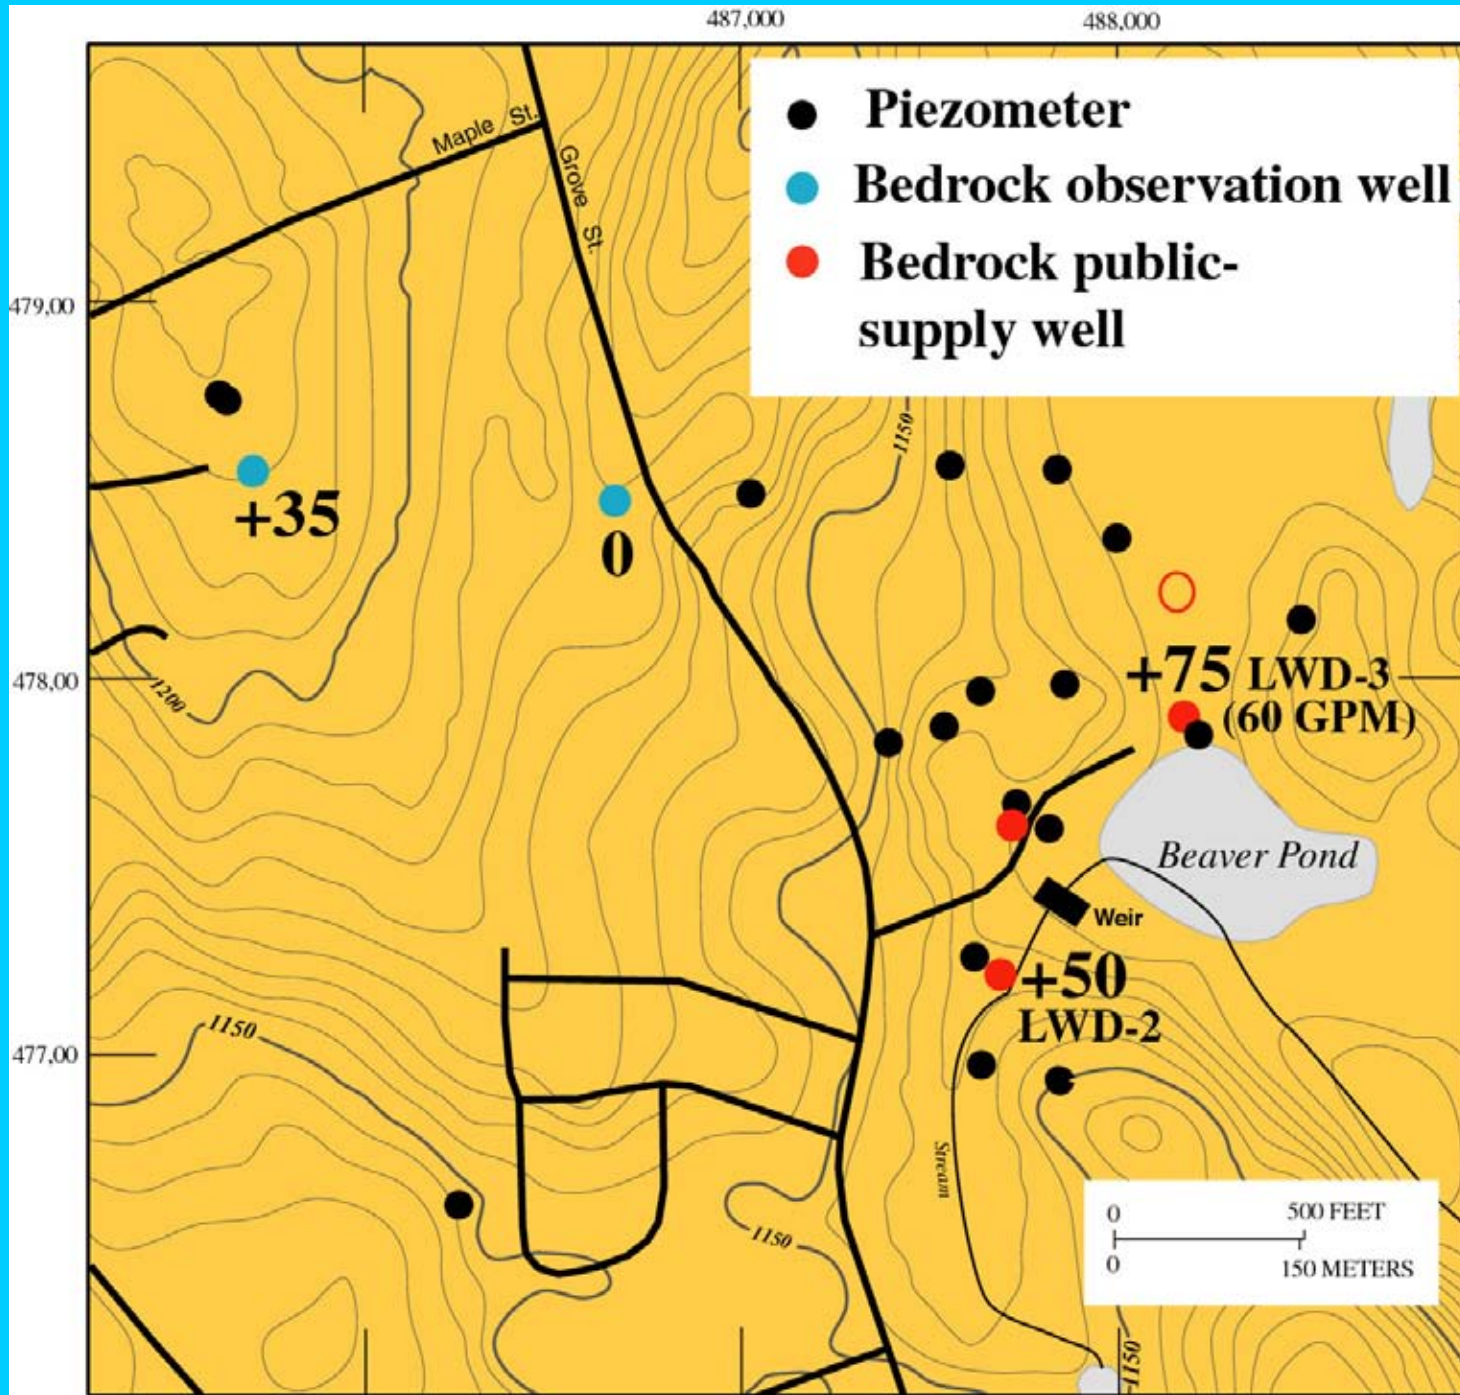 487,000
488,000
Piezometer
Bedrock observation well
Bedrock public-
supply well
Maple St.
Grove St.
479,00
1150
+35
0
478,00
1200
+75 LWD-3
(60 GPM)
Beaver Pond
Weir
+50
LWD-2
477,00
1150
Stream
1150
0 500 FEET
0 150 METERS
1150